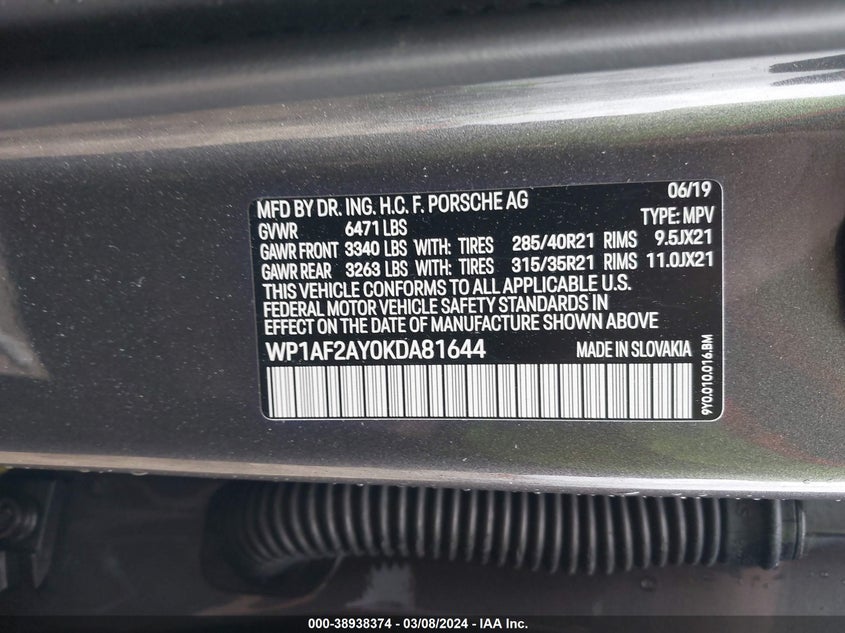 MFD BY DR. ING. H.C. F. PORSCHE AG 06/19
GVWR 6471 LBS TYPE: MPV
GAWR FRONT 3340 LBS WITH: TIRES 285/40R21 RIMS 9.5JX21
GAWR REAR 3263 LBS WITH: TIRES 315/35R21 RIMS 11.0JX21
THIS VEHICLE CONFORMS TO ALL APPLICABLE U.S.
FEDERAL MOTOR VEHICLE SAFETY STANDARDS IN
EFFECT ON THE DATE OF MANUFACTURE SHOWN ABOVE
WP1AF2AY0KDA81644 MADE IN SLOVAKIA
9Y0.010.016.BM
000-38938374 / 03/08/2024 - IAA Inc.